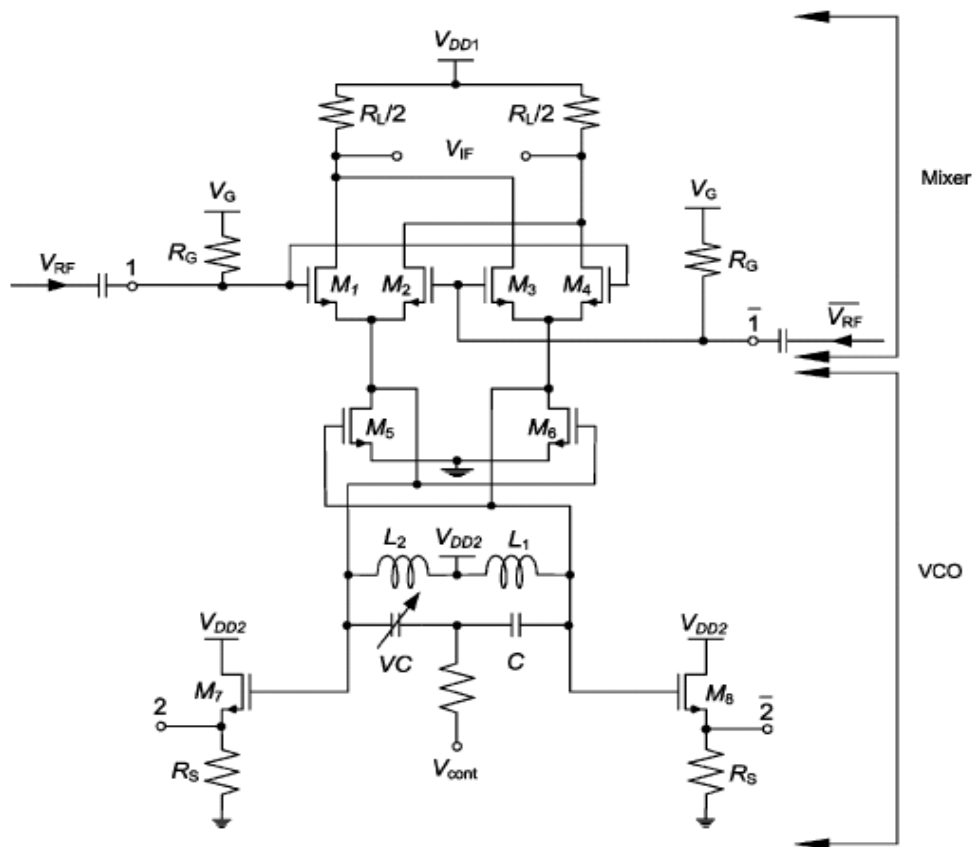 V_DD1
R_L/2 R_L/2
V_IF
Mixer
V_G V_G
R_G R_G
V_RF 1 M_1 M_2 M_3 M_4
1̅ V̅_R̅F̅
M_5 M_6
L_2 V_DD2 L_1
VCO
V_DD2 VC C V_DD2
M_7 M_8
2 2̅
R_S V_cont R_S